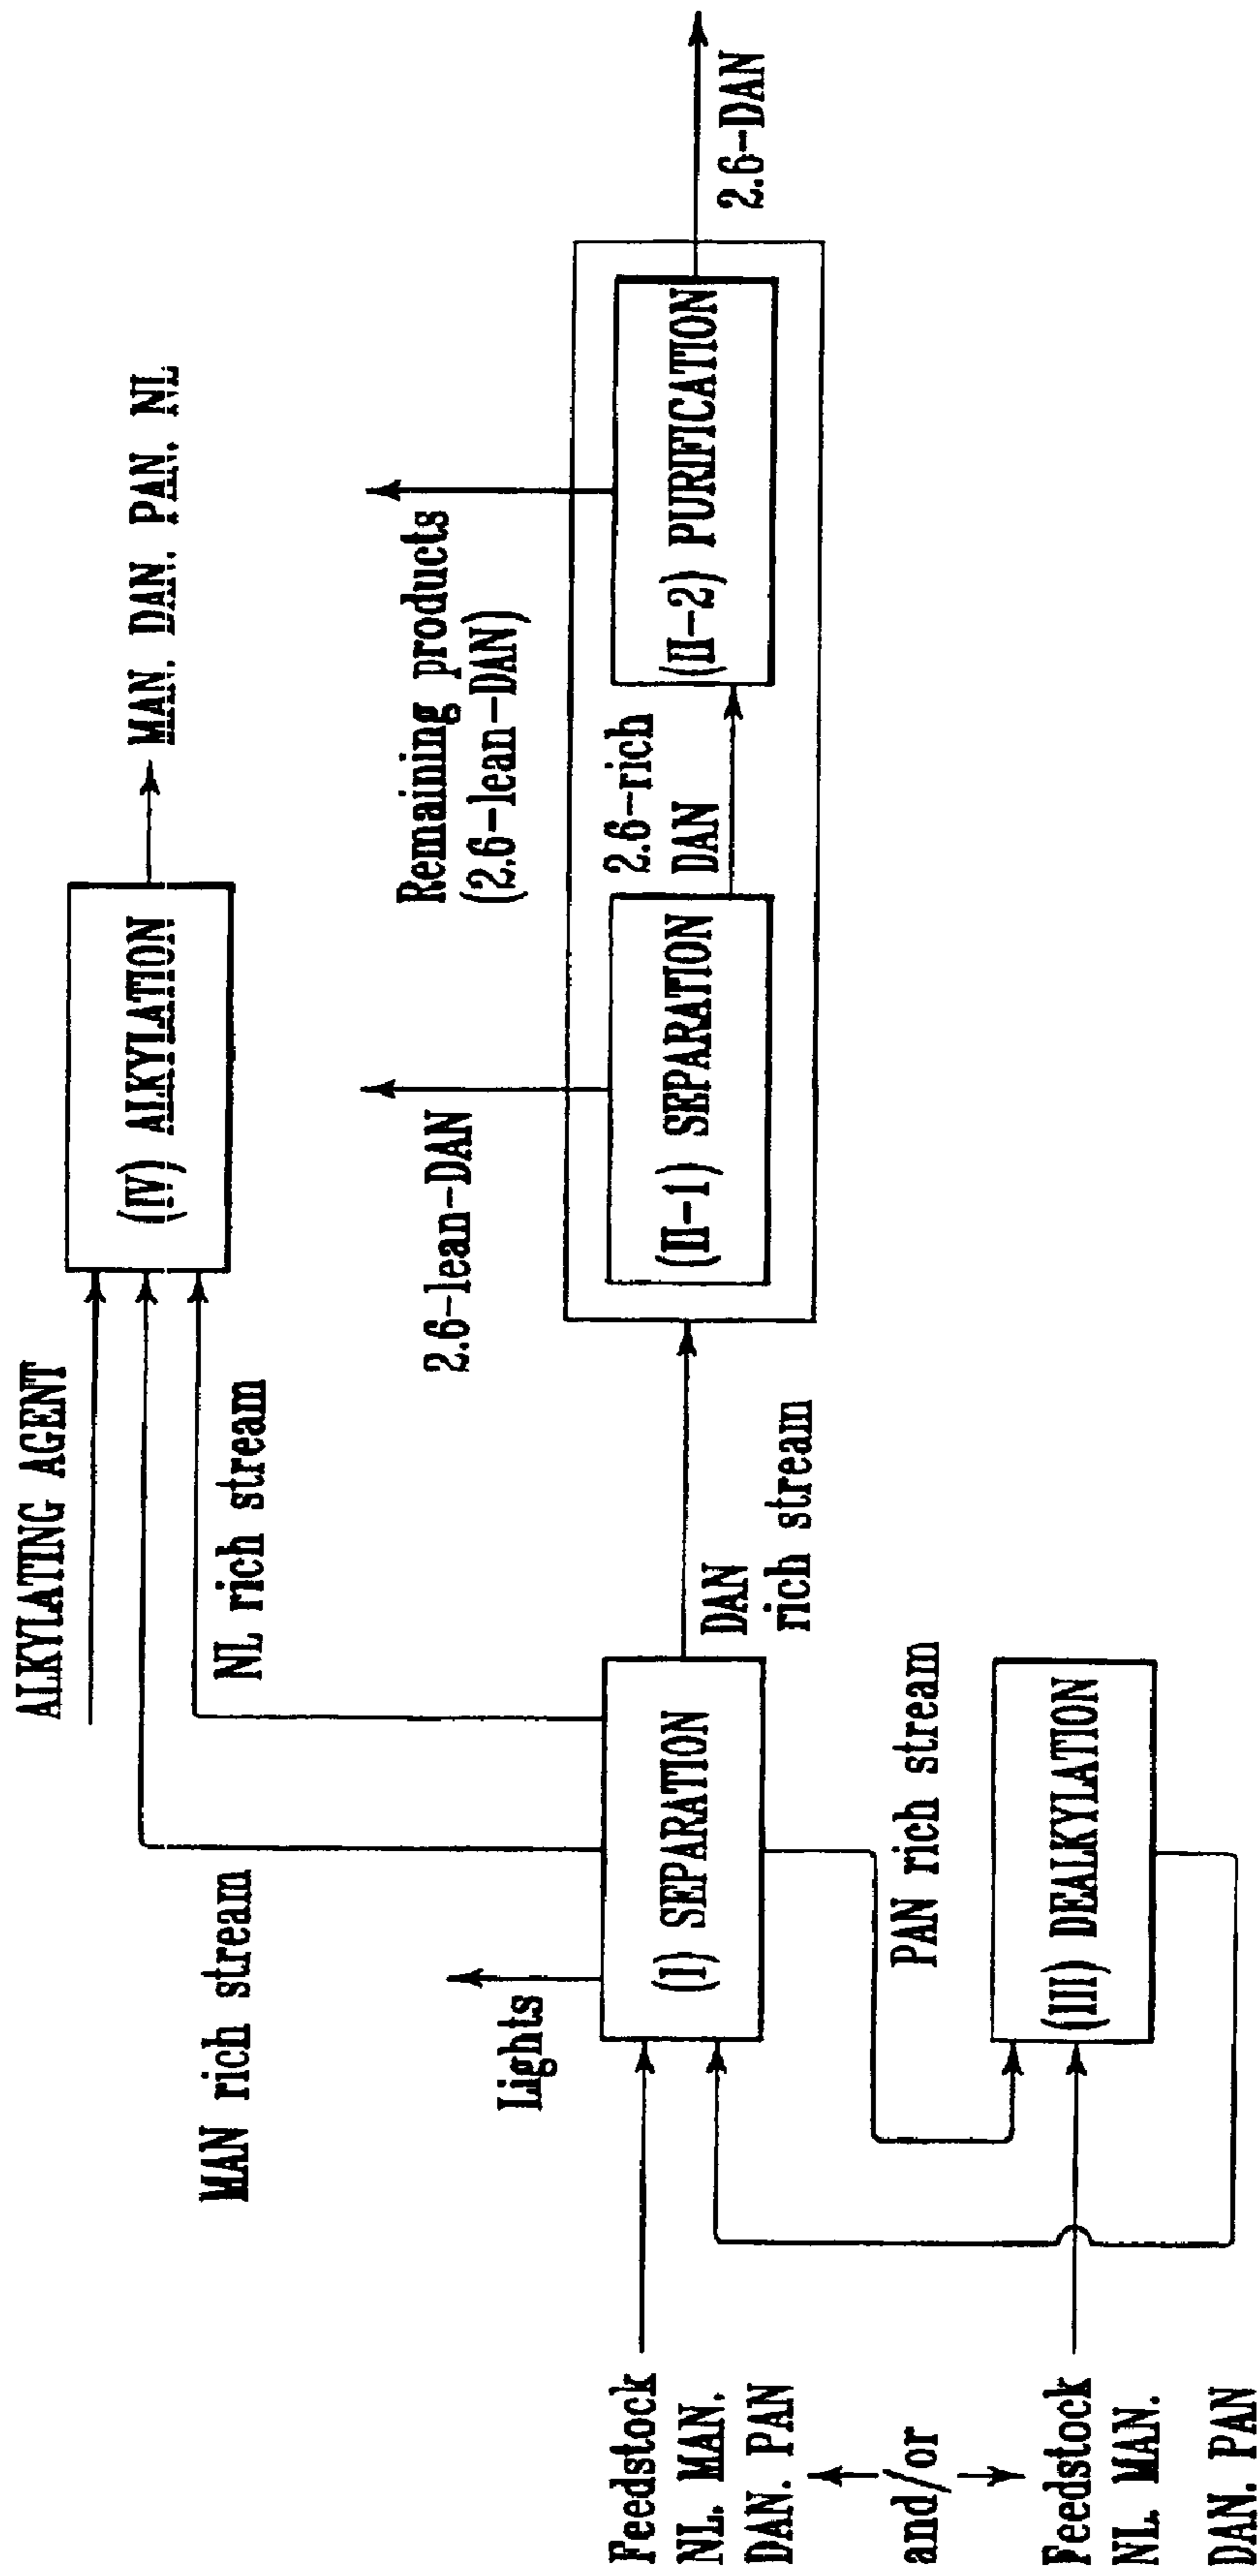 ALKYLATING AGENT
MAN rich stream
NL rich stream
(IV) ALKYLATION
MAN. DAN. PAN. NL
Lights
2.6-lean-DAN
Remaining products
(2.6-lean-DAN)
Feedstock
NL. MAN.
DAN. PAN
(I) SEPARATION
DAN
rich stream
(II-1) SEPARATION
2.6-rich
DAN
(II-2) PURIFICATION
2.6-DAN
and/or
PAN rich stream
Feedstock
NL. MAN.
DAN. PAN
(III) DEALKYLATION